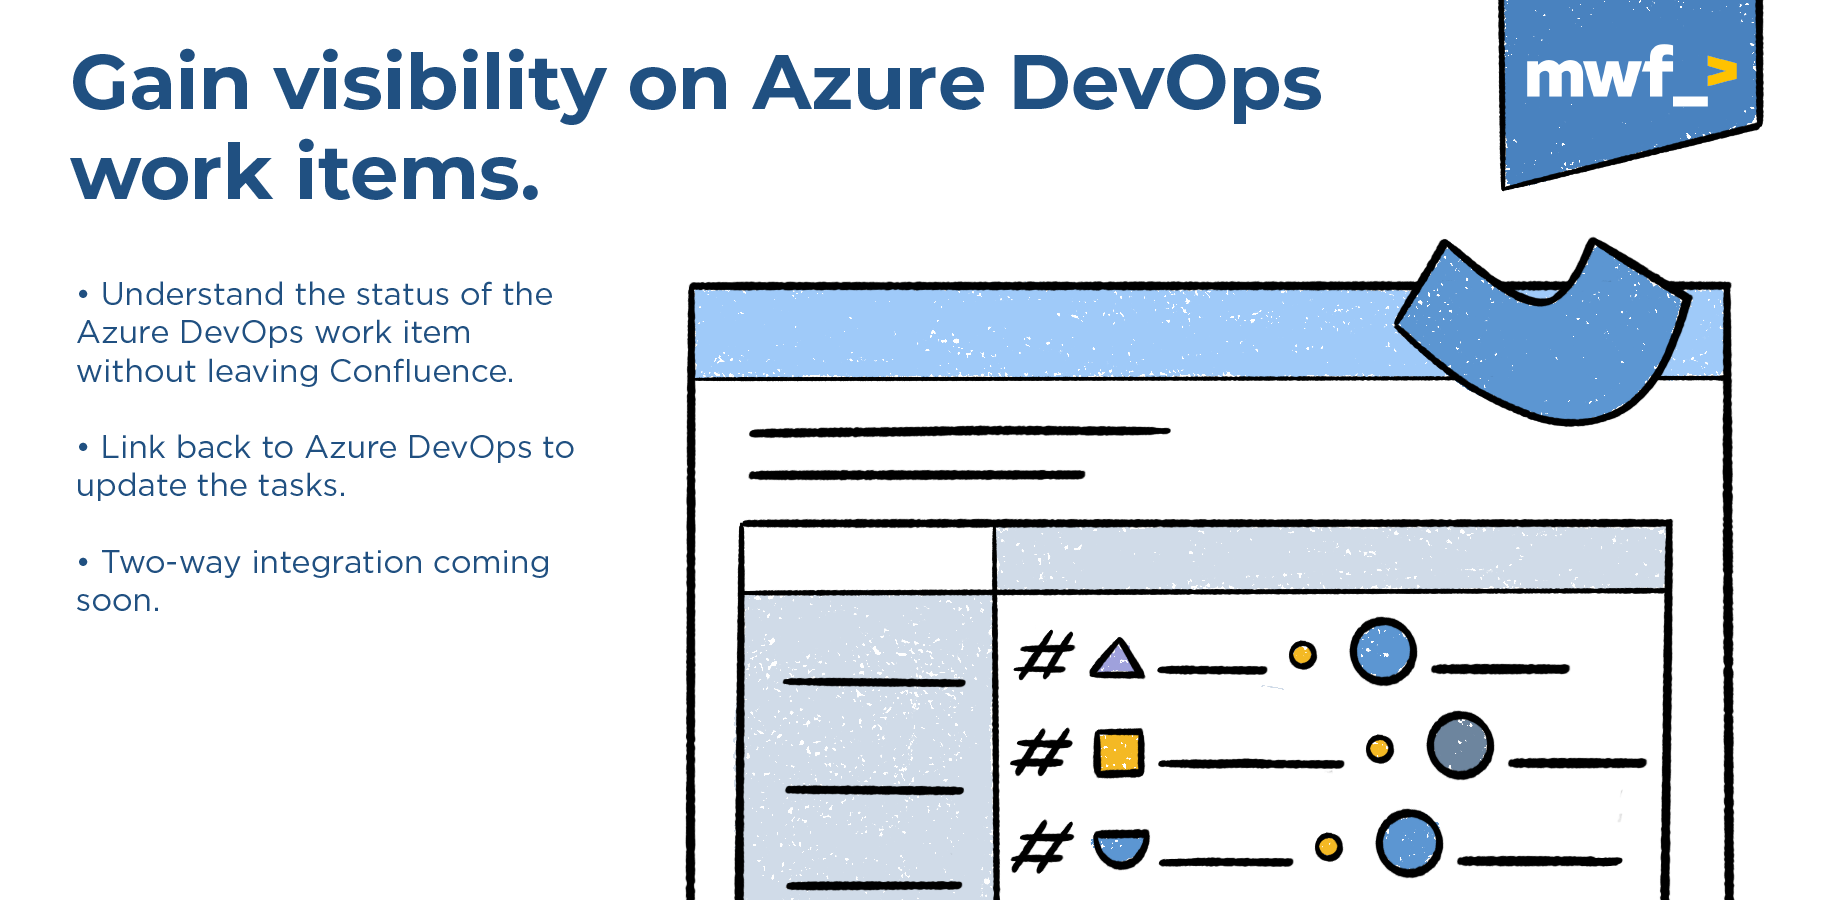 Gain visibility on Azure DevOps
work items.
mwf_>
• Understand the status of the
Azure DevOps work item
without leaving Confluence.
• Link back to Azure DevOps to
update the tasks.
• Two-way integration coming
soon.
#
#
#